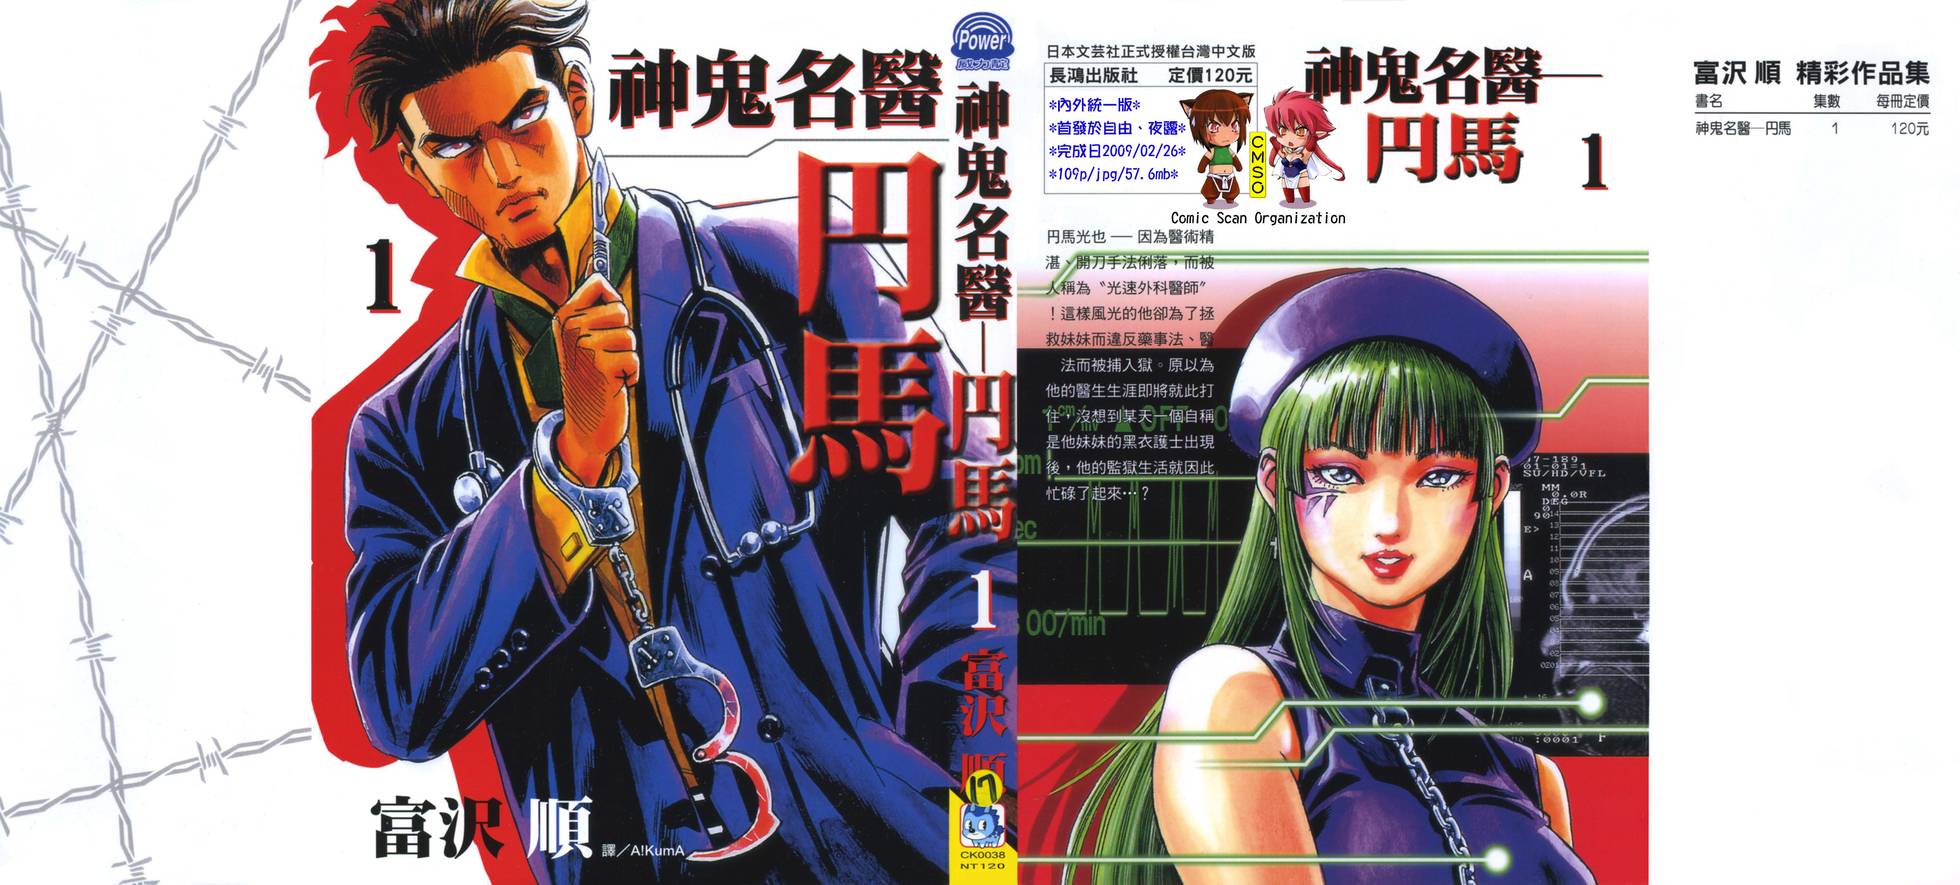 神鬼名醫
円馬
1
富沢 順
譯／A!KumA
Power
神鬼名醫—円馬
1
富沢 順
17
CK0038
NT120
日本文芸社正式授權台灣中文版
長鴻出版社 定價120元
*內外統一版*
*首發於自由、夜露*
*完成日2009/02/26*
*109p/jpg/57.6mb*
CMSO
Comic Scan Organization
神鬼名醫—
円馬
1
円馬光也 — 因為醫術精
湛、開刀手法俐落，而被
人稱為〝光速外科醫師〞
！這樣風光的他卻為了拯
救妹妹而違反藥事法、醫
法而被捕入獄。原以為
他的醫生生涯即將就此打
住，沒想到某天一個自稱
是他妹妹的黑衣護士出現
後，他的監獄生活就因此
忙碌了起來…？
00/min
SU/HD/VFL
MM
DEG
A
富沢 順 精彩作品集
書名 集數 每冊定價
神鬼名醫—円馬 1 120元